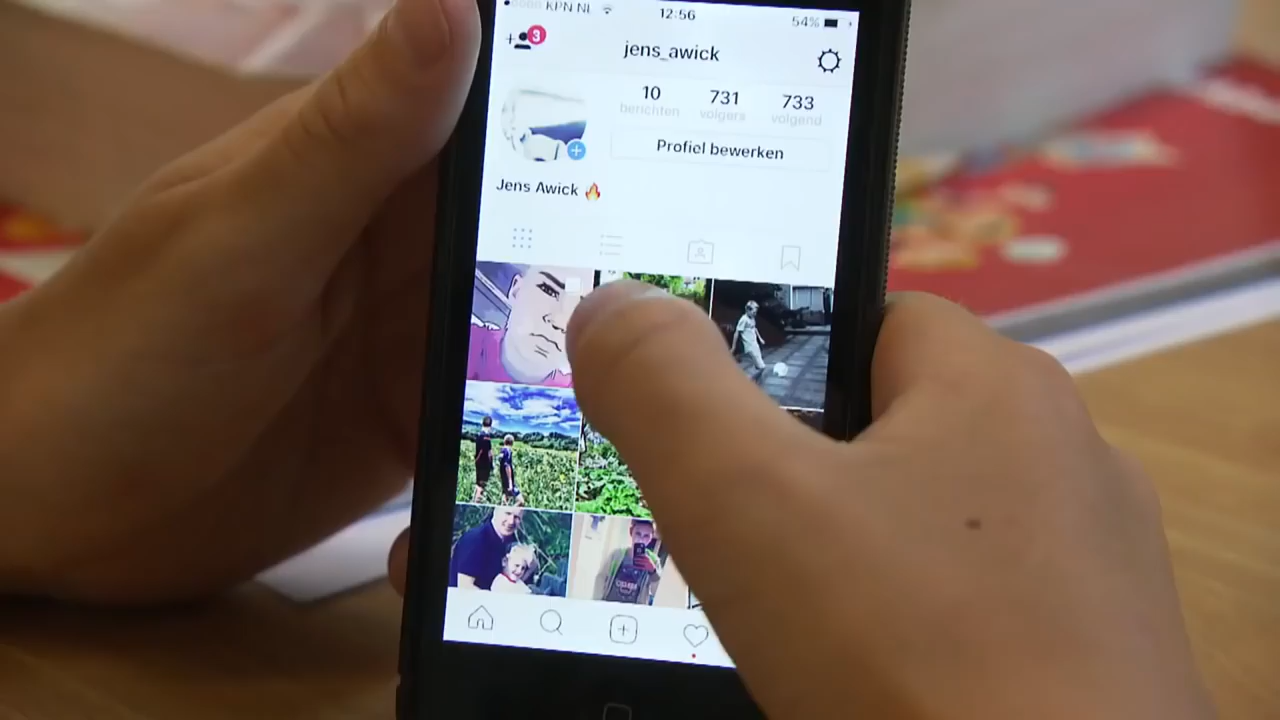 KPN NL 12:56 54%
3
jens_awick
10 731 733
berichten volgers volgend
Profiel bewerken
Jens Awick 🔥